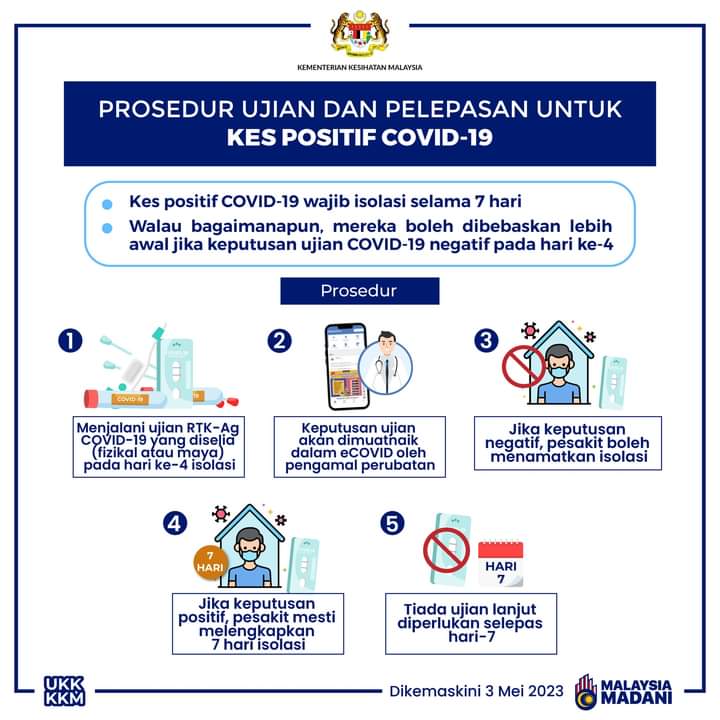 KEMENTERIAN KESIHATAN MALAYSIA
PROSEDUR UJIAN DAN PELEPASAN UNTUK
KES POSITIF COVID-19
Kes positif COVID-19 wajib isolasi selama 7 hari
Walau bagaimanapun, mereka boleh dibebaskan lebih
awal jika keputusan ujian COVID-19 negatif pada hari ke-4
Prosedur
1
COVID 19
Menjalani ujian RTK-Ag
COVID-19 yang diselia
(fizikal atau maya)
pada hari ke-4 isolasi
2
Keputusan ujian
akan dimuatnaik
dalam eCOVID oleh
pengamal perubatan
3
Jika keputusan
negatif, pesakit boleh
menamatkan isolasi
4
7
HARI
Jika keputusan
positif, pesakit mesti
melengkapkan
7 hari isolasi
5
HARI
7
Tiada ujian lanjut
diperlukan selepas
hari-7
UKK
KKM
Dikemaskini 3 Mei 2023
MALAYSIA
MADANI